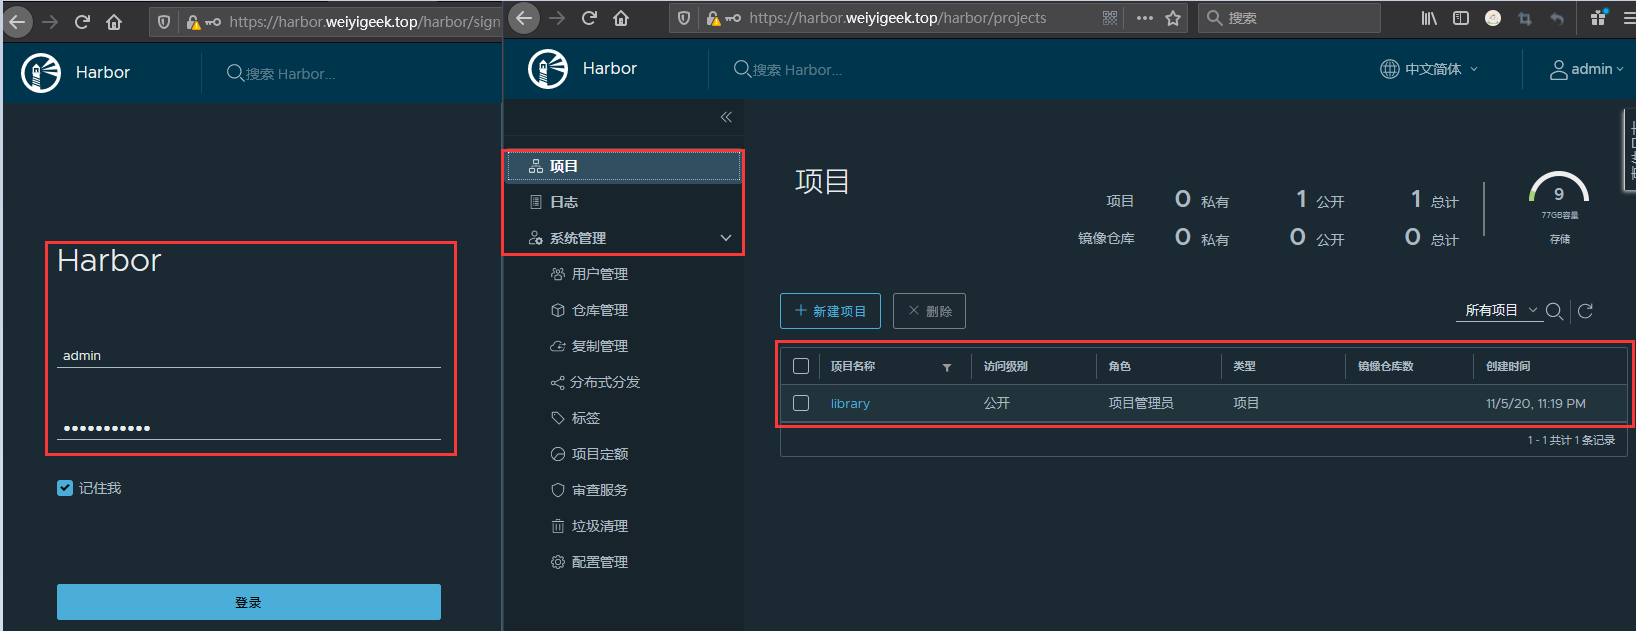 https://harbor.weiyigeek.top/harbor/sign
Harbor
搜索 Harbor...
Harbor
admin
•••••••••••
记住我
登录
https://harbor.weiyigeek.top/harbor/projects
搜索
Harbor
搜索 Harbor...
中文简体
admin
项目
日志
系统管理
用户管理
仓库管理
复制管理
分布式分发
标签
项目定额
审查服务
垃圾清理
配置管理
项目
项目 0 私有 1 公开 1 总计
镜像仓库 0 私有 0 公开 0 总计
9
77GB容量
存储
+ 新建项目 × 删除
所有项目
项目名称 访问级别 角色 类型 镜像仓库数 创建时间
library 公开 项目管理员 项目 11/5/20, 11:19 PM
1 - 1 共计 1 条记录